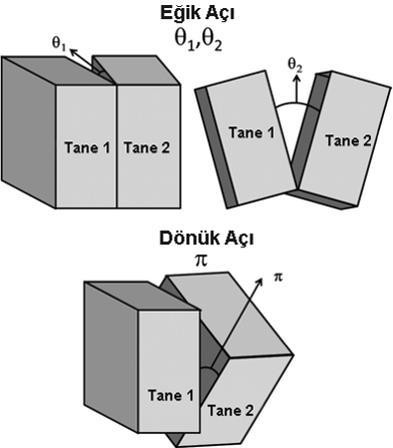 Eğik Açı
θ1,θ2
θ1
θ2
Tane 1
Tane 2
Tane 1
Tane 2
Dönük Açı
π
π
Tane 1
Tane 2